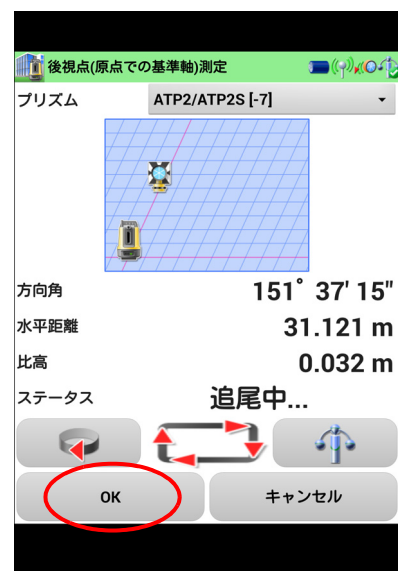 後視点(原点での基準軸)測定
プリズム ATP2/ATP2S [-7]
方向角 151° 37' 15"
水平距離 31.121 m
比高 0.032 m
ステータス 追尾中...
OK キャンセル